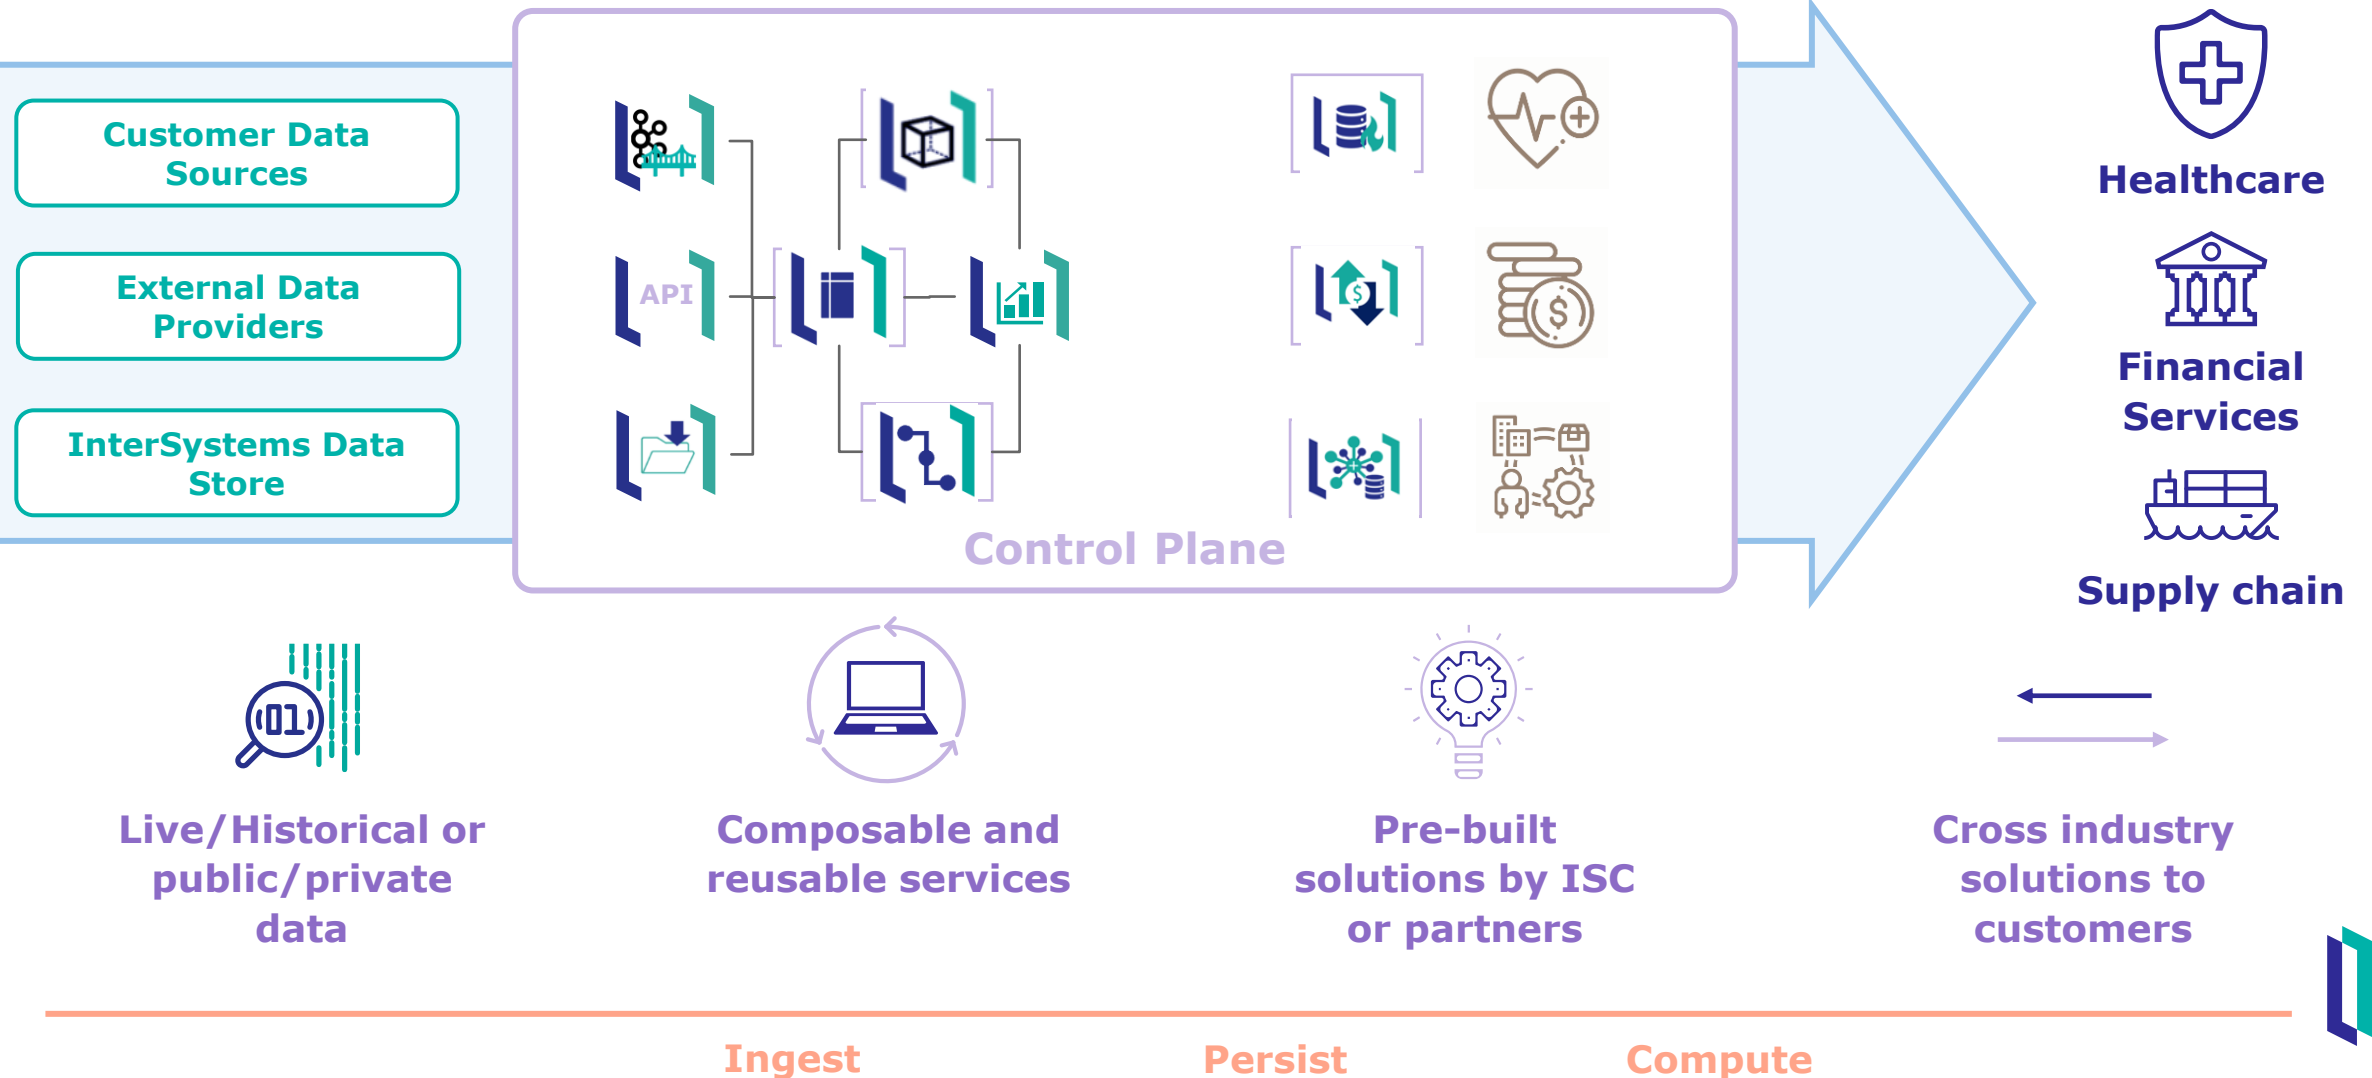 Customer Data
Sources
External Data
Providers
InterSystems Data
Store
API
$
$
Control Plane
Healthcare
Financial
Services
Supply chain
01
Live/Historical or
public/private
data
Composable and
reusable services
Pre-built
solutions by ISC
or partners
Cross industry
solutions to
customers
Ingest
Persist
Compute